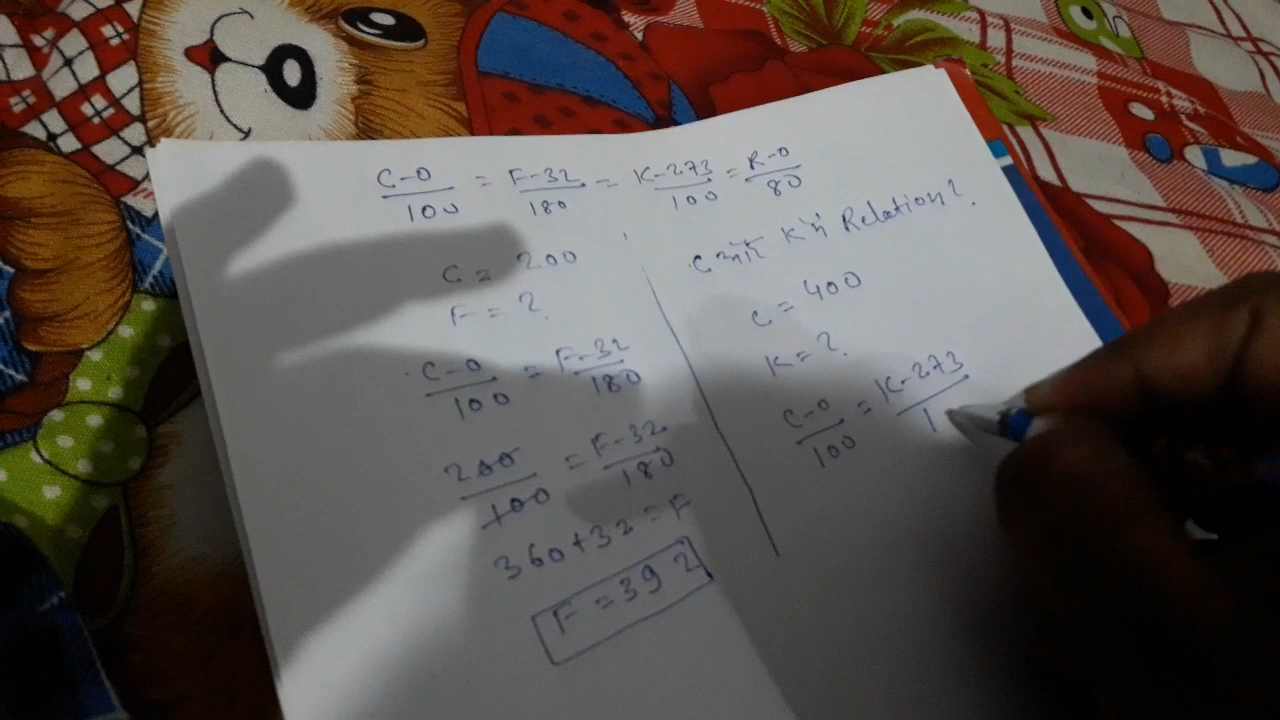 C-0/100 = F-32/180 = K-273/100 = R-0/80
C = 200
F = ?
C-0/100 = F-32/180
200/100 = F-32/180
360+32 = F
F = 392
C Relation?
C = 400
K = ?
C-0/100 = K-273/1